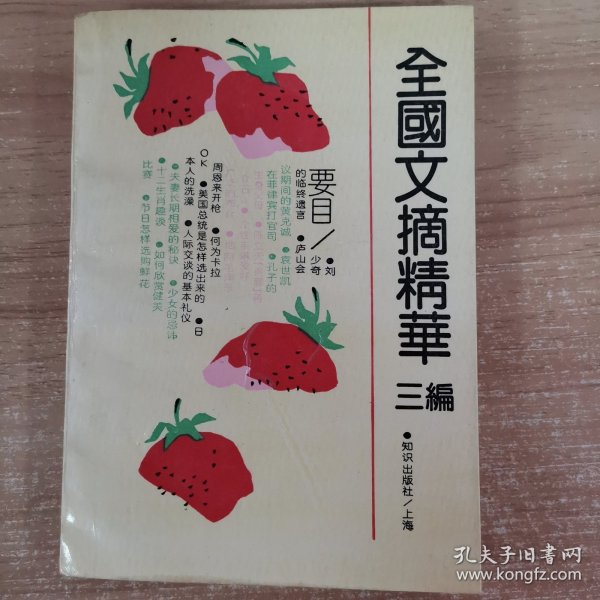 全國文摘精華
三編
●知识出版社/上海
要目/●刘
少奇
的临终遗言 ●庐山会
议期间的黄克诚 ●袁世凯
在菲律宾打官司 ●孔子的
周恩来开枪 ●何为卡拉
OK ●美国总统是怎样选出来的 ●日
本人的洗澡 ●人际交谈的基本礼仪
●夫妻长期相爱的秘诀 ●少女的忌讳
●十二生肖趣谈 ●如何欣赏健美
比赛 ●节日怎样选购鲜花
孔夫子旧书网
www.kongfz.com